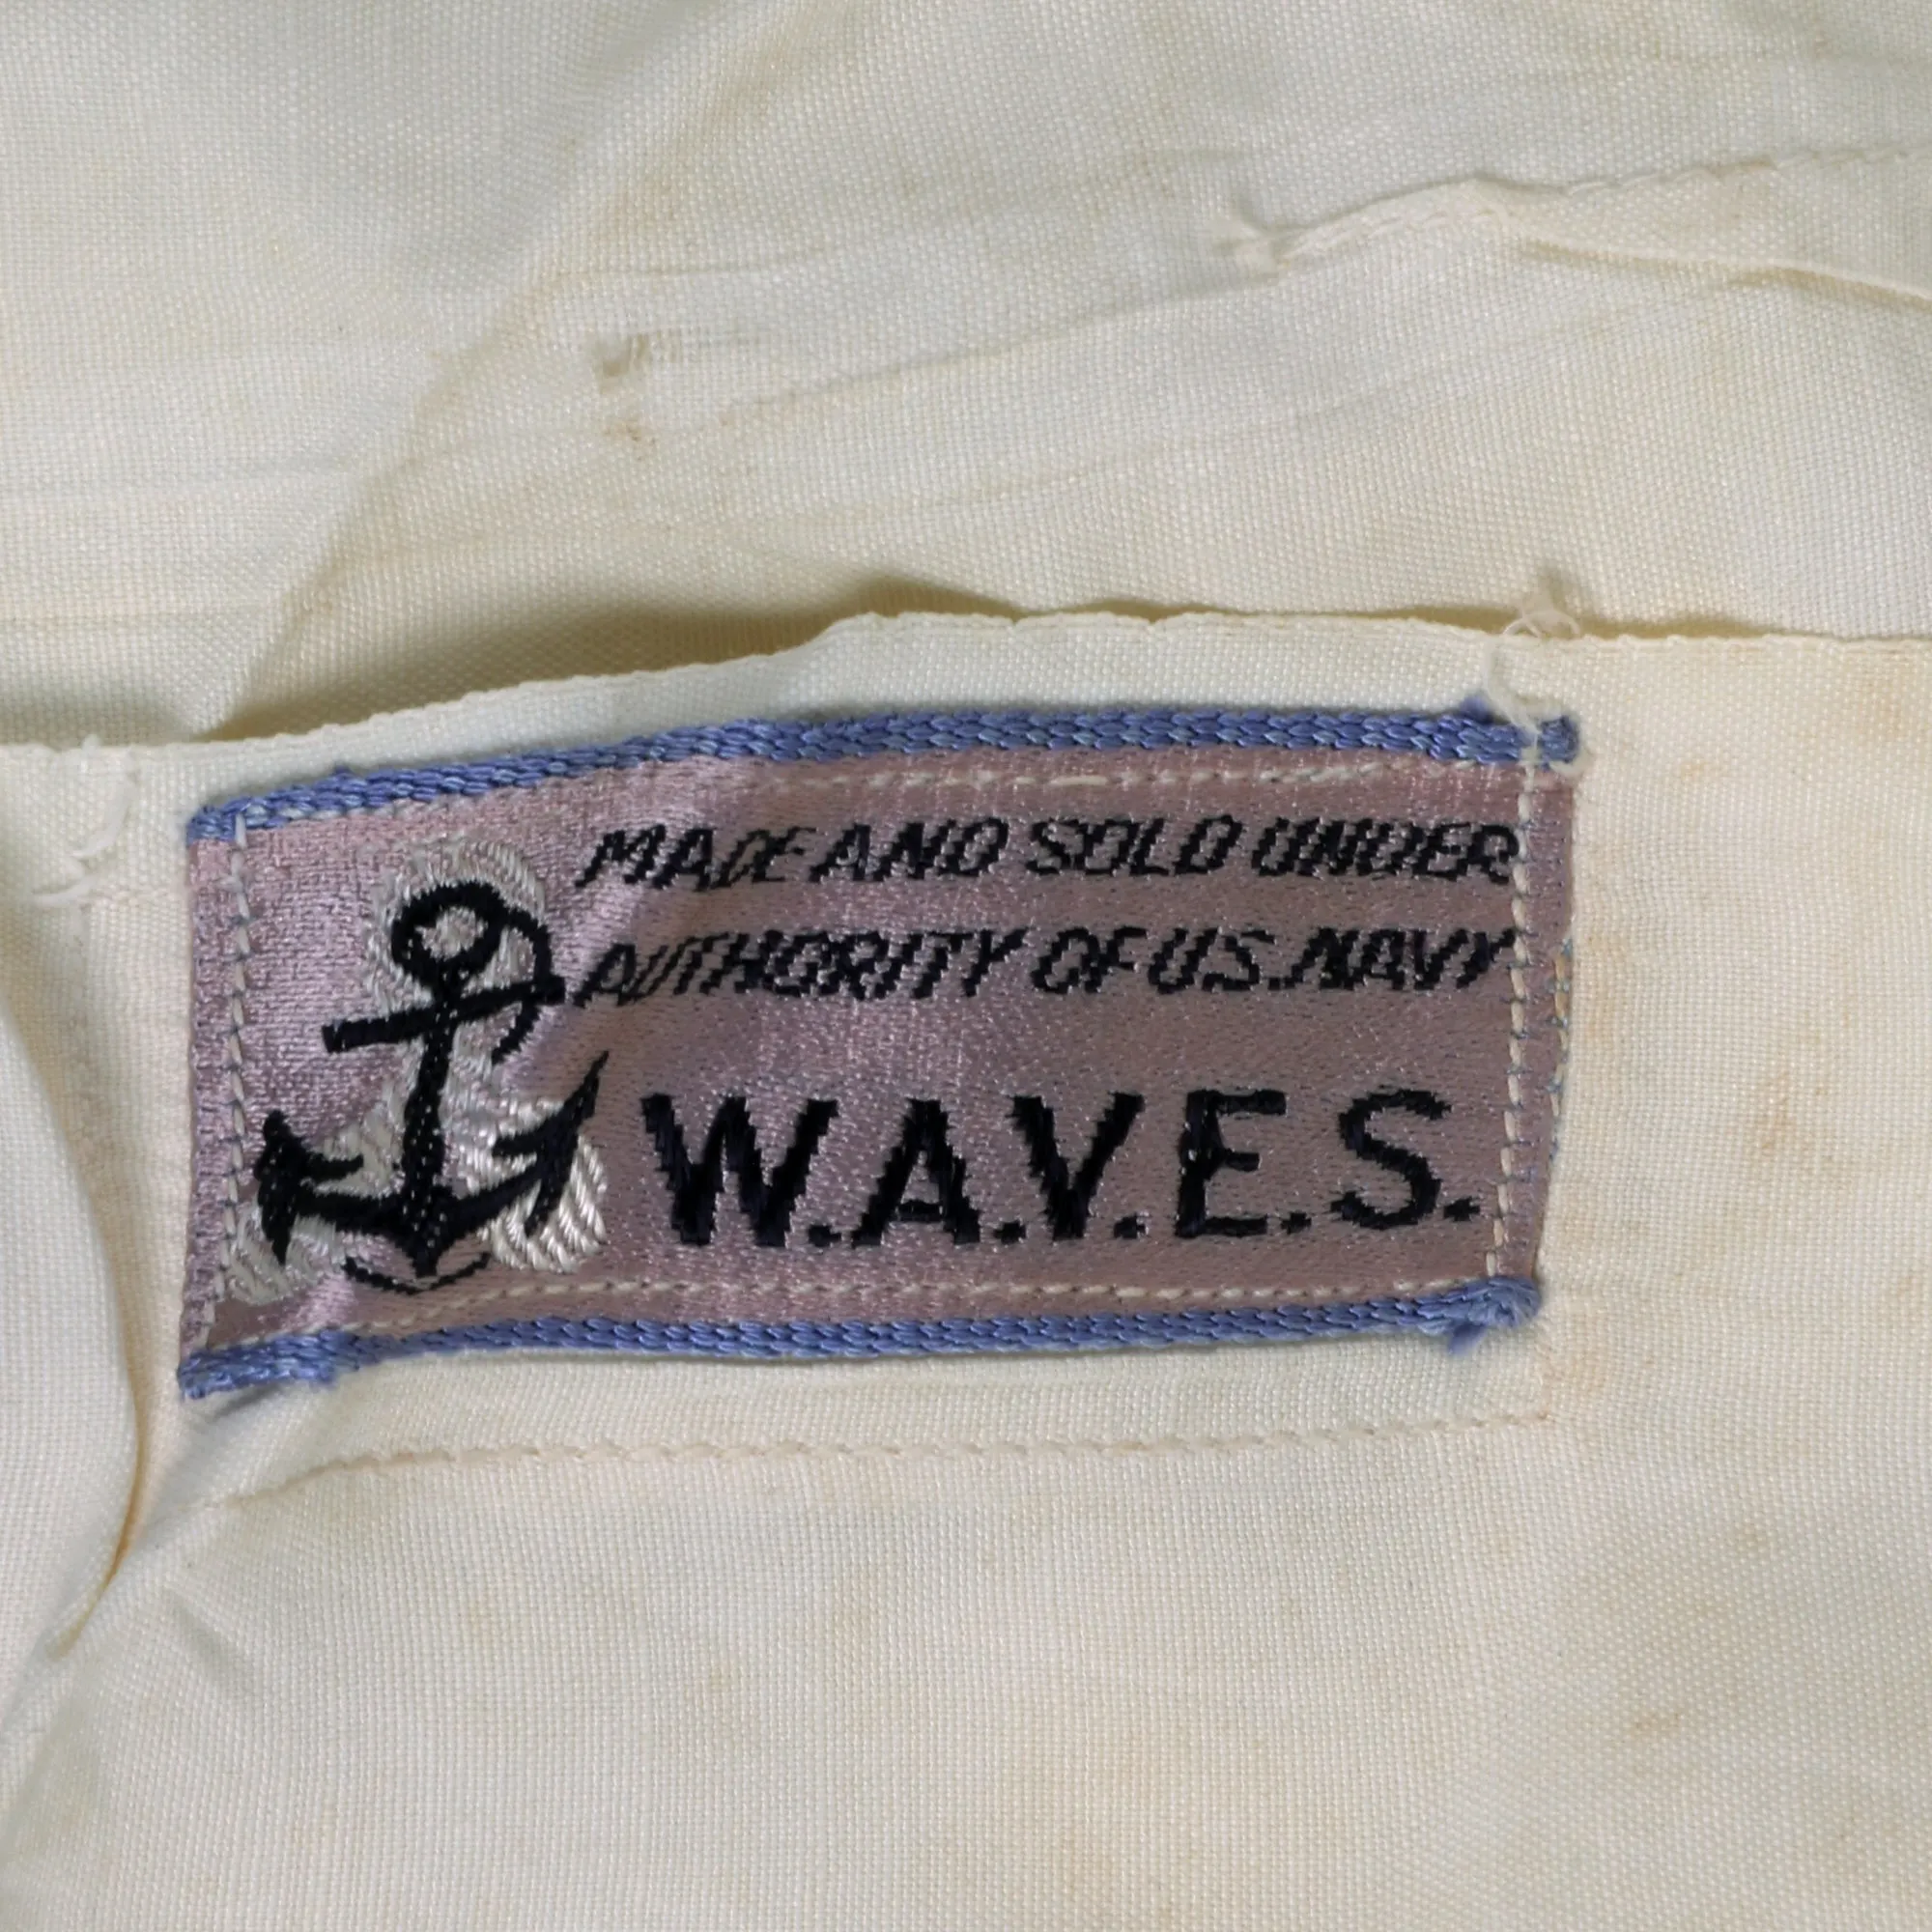 MADE AND SOLD UNDER
AUTHORITY OF U.S. NAVY
W.A.V.E.S.